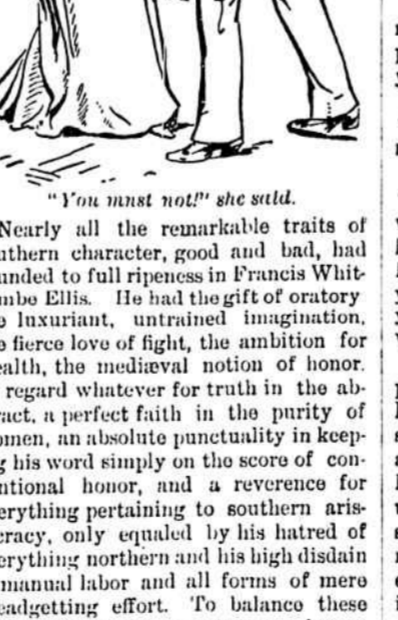 "You must not!" she said.
Nearly all the remarkable traits of
uthern character, good and bad, had
unded to full ripeness in Francis Whit-
mbe Ellis. He had the gift of oratory
e luxuriant, untrained imagination,
e fierce love of fight, the ambition for
ealth, the mediæval notion of honor.
regard whatever for truth in the ab-
ract, a perfect faith in the purity of
omen, an absolute punctuality in keep-
g his word simply on the score of con-
ntional honor, and a reverence for
erything pertaining to southern aris-
cracy, only equaled by his hatred of
erything northern and his high disdain
manual labor and all forms of mere
eadgetting effort. To balance these